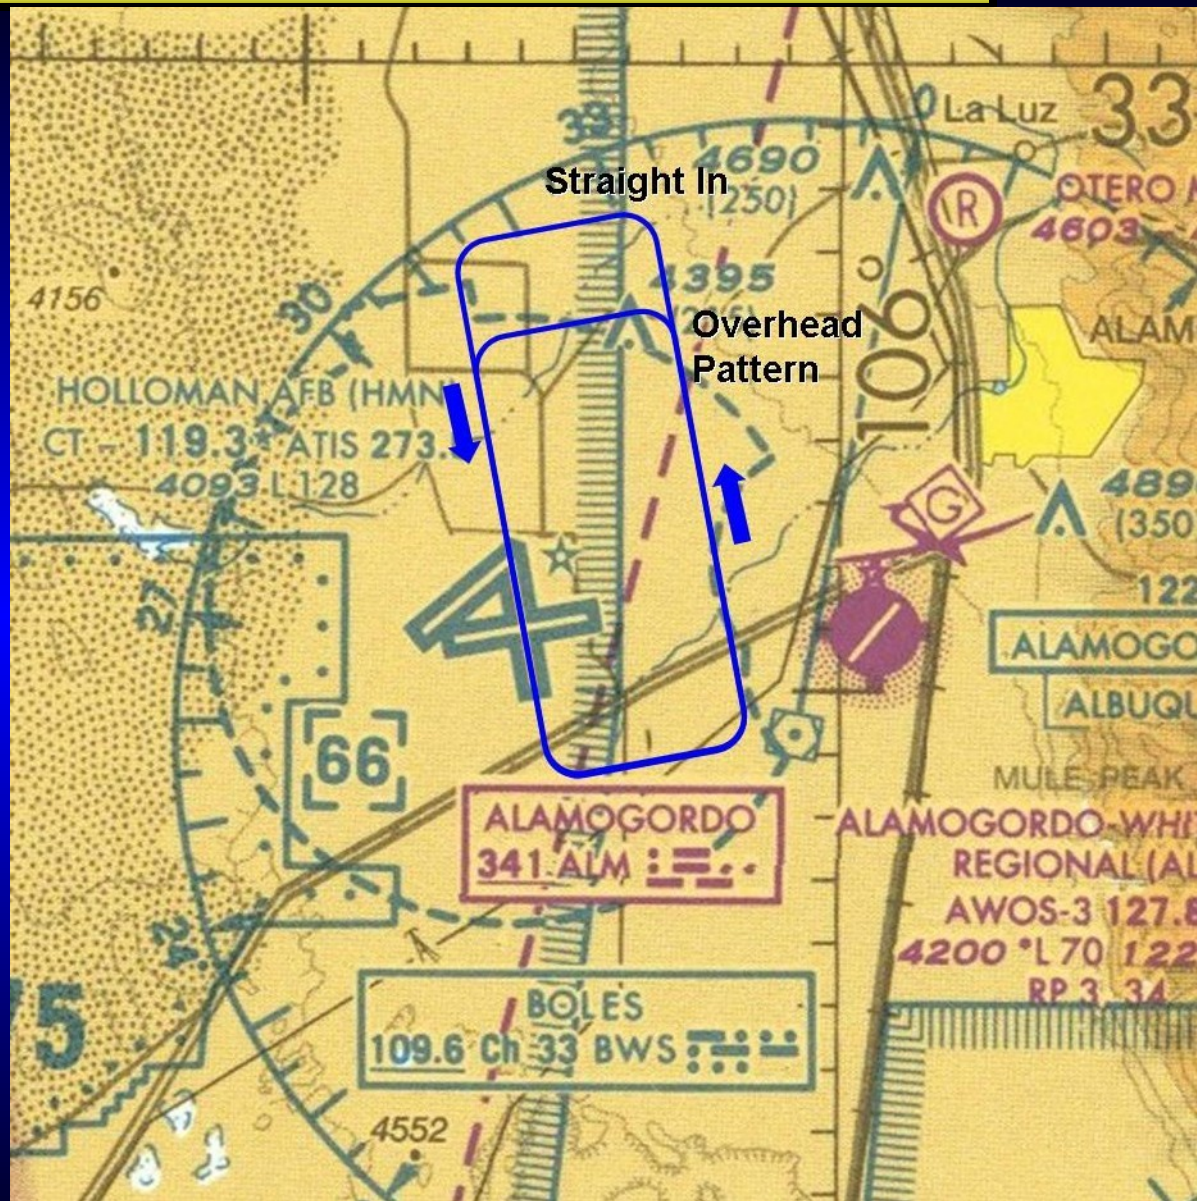 33
La Luz
33
4690
(250)
Straight In
R
OTERO
4603
4156
30
4395
Overhead
Pattern
106°
ALAM
HOLLOMAN AFB (HMN
CT - 119.3* ATIS 273.
4093 L 128
G
489
(350
122
27
ALAMOGO
ALBUQU
[66]
MULE PEAK
ALAMOGORDO
341 ALM
ALAMOGORDO-WHI
REGIONAL (AL
AWOS-3 127.8
4200 *L 70 122
RP 3, 34
24
75
BOLES
109.6 Ch 33 BWS
4552